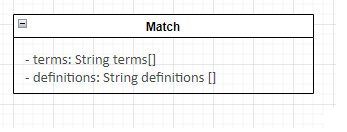 Match
- terms: String terms[]
- definitions: String definitions []